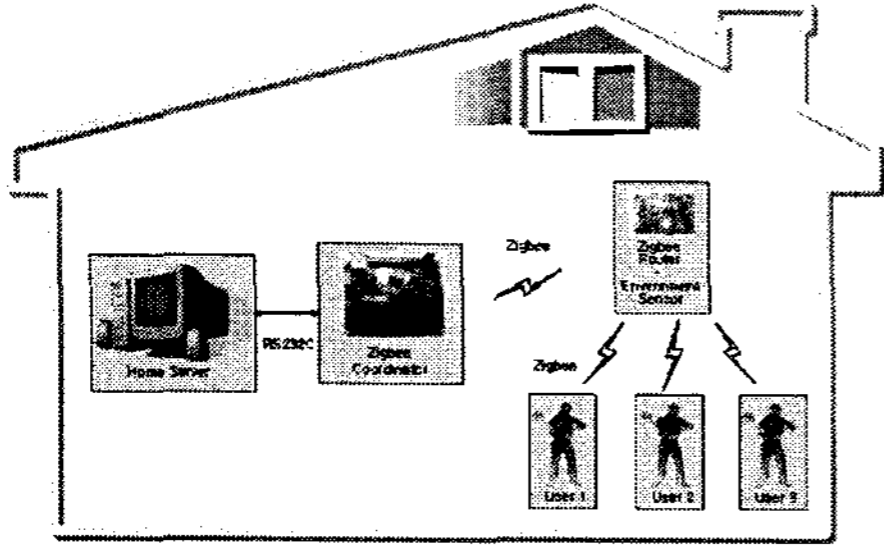 Home Server
RS232C
Zigbee
Coordinator
Zigbee
Zigbee
Router
Environment
Sensor
Zigbee
User 1
User 2
User 3